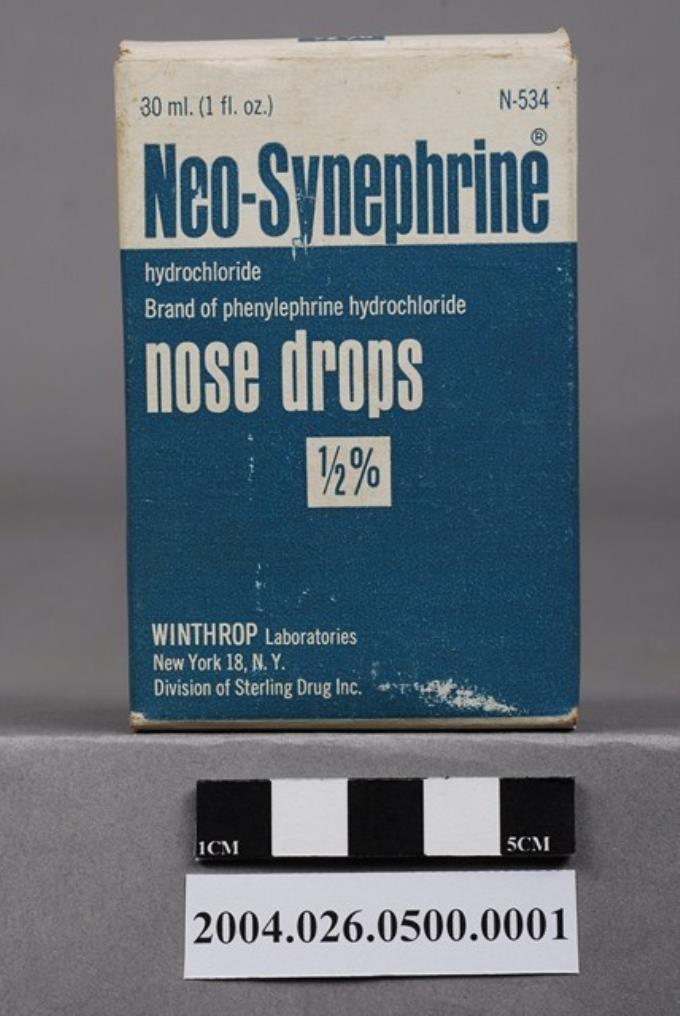 30 ml. (1 fl. oz.)
N-534
Neo-Synephrine®
hydrochloride
Brand of phenylephrine hydrochloride
nose drops
½%
WINTHROP Laboratories
New York 18, N. Y.
Division of Sterling Drug Inc.
1CM
5CM
2004.026.0500.0001